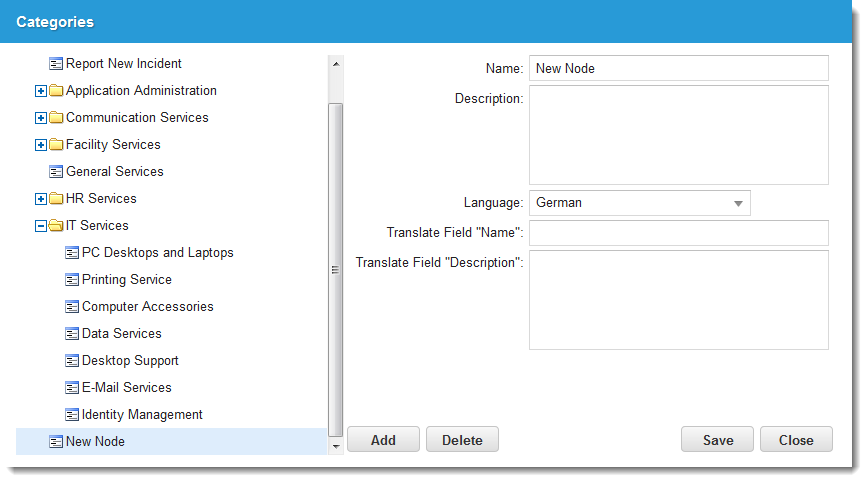 Categories
Report New Incident
Application Administration
Communication Services
Facility Services
General Services
HR Services
IT Services
PC Desktops and Laptops
Printing Service
Computer Accessories
Data Services
Desktop Support
E-Mail Services
Identity Management
New Node
Name: New Node
Description:
Language: German
Translate Field "Name":
Translate Field "Description":
Add Delete Save Close